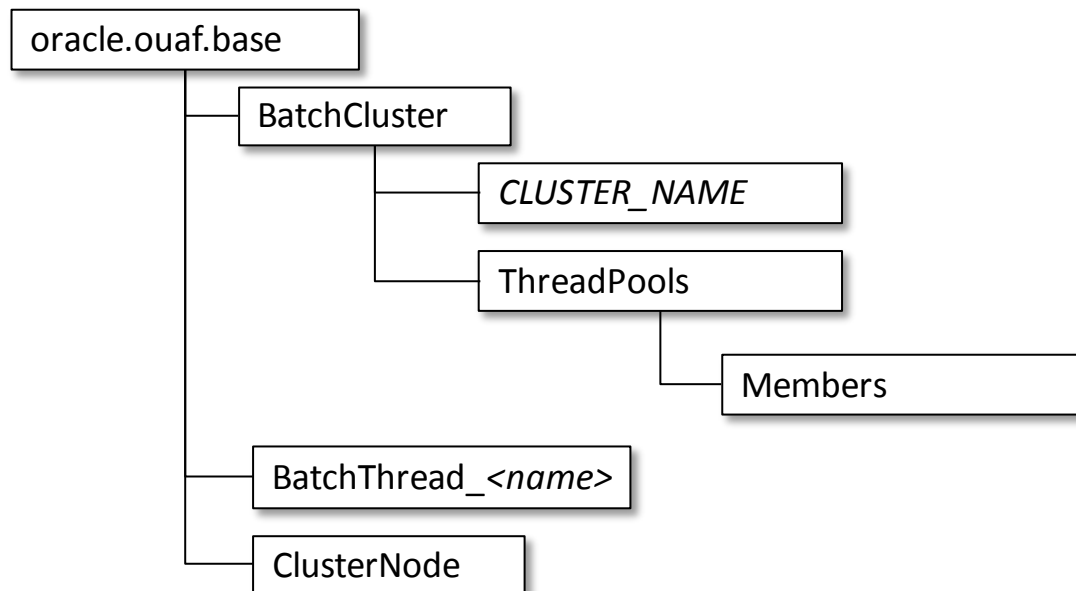 oracle.ouaf.base
BatchCluster
CLUSTER_NAME
ThreadPools
Members
BatchThread_<name>
ClusterNode